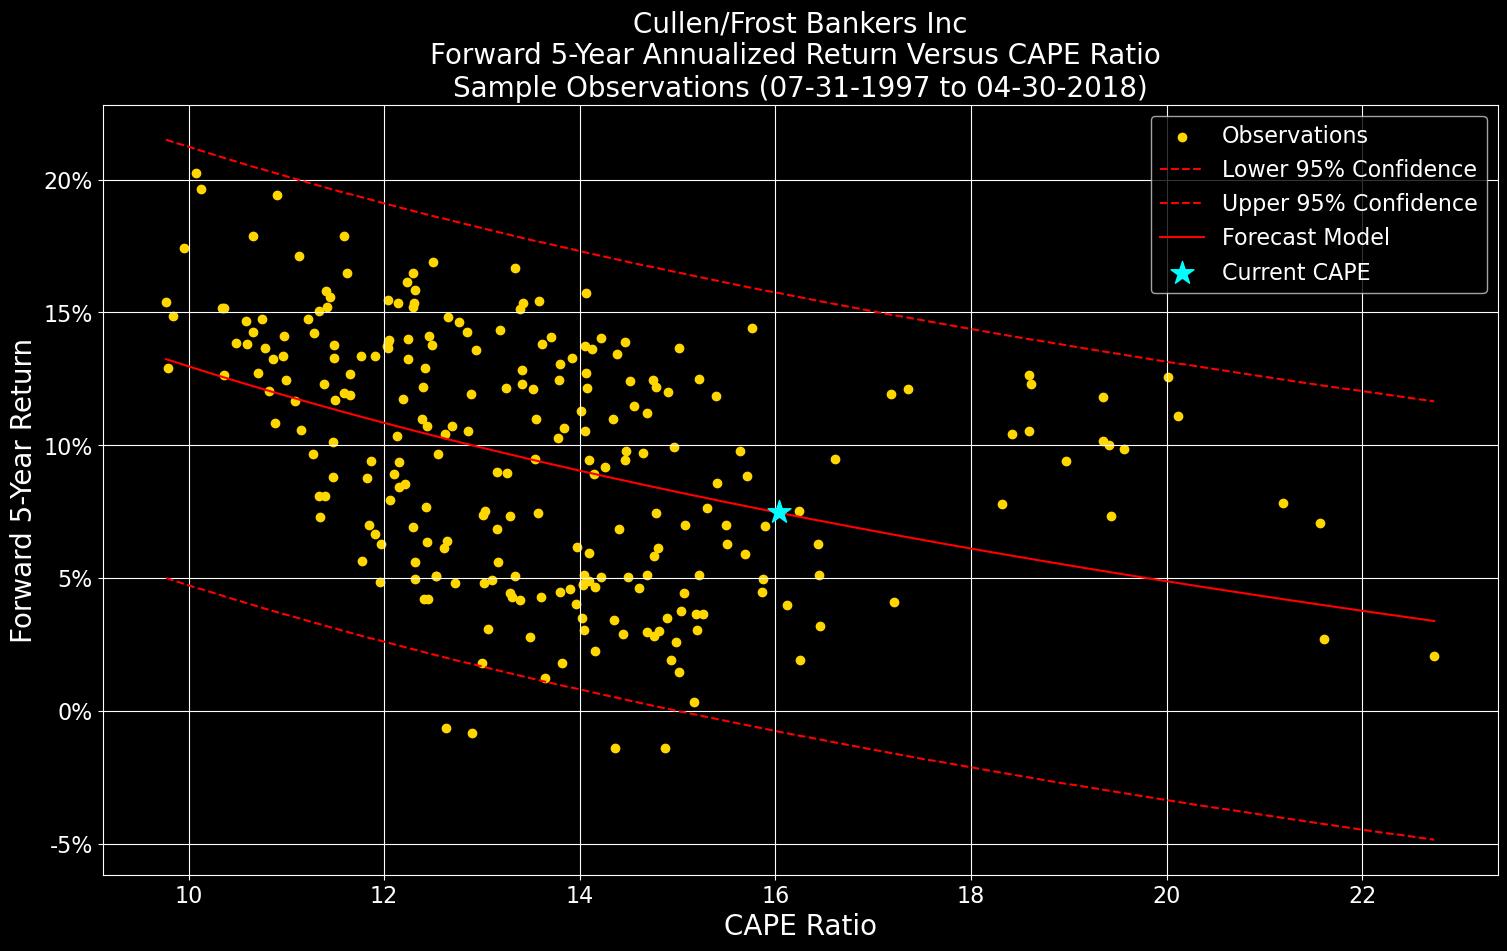 Cullen/Frost Bankers Inc
Forward 5-Year Annualized Return Versus CAPE Ratio
Sample Observations (07-31-1997 to 04-30-2018)
Observations
Lower 95% Confidence
Upper 95% Confidence
Forecast Model
Current CAPE
Forward 5-Year Return
20%
15%
10%
5%
0%
-5%
10 12 14 16 18 20 22
CAPE Ratio